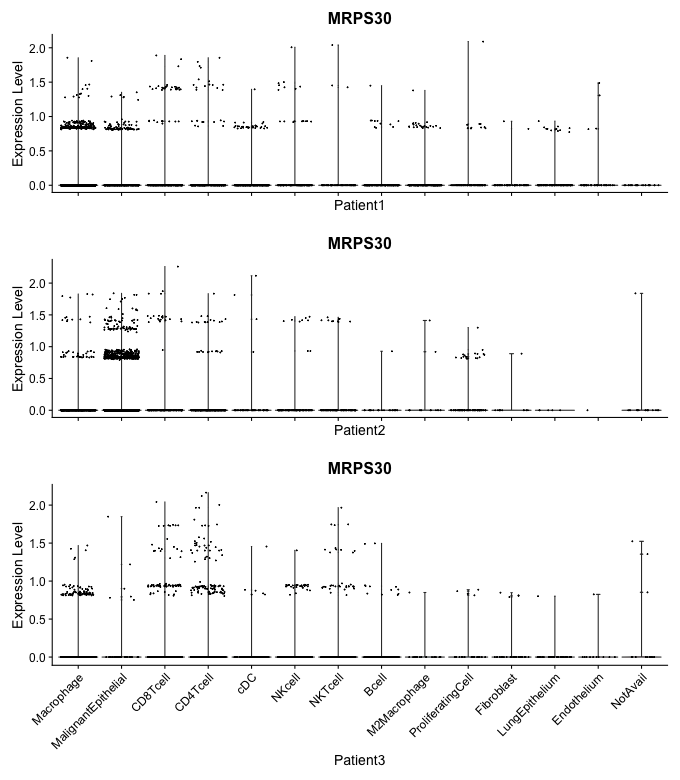 MRPS30
Expression Level
2.0
1.5
1.0
0.5
0.0
Patient1
MRPS30
Expression Level
2.0
1.5
1.0
0.5
0.0
Patient2
MRPS30
Expression Level
2.0
1.5
1.0
0.5
0.0
Macrophage
MalignantEpithelial
CD8Tcell
CD4Tcell
cDC
NKcell
NKTcell
Bcell
M2Macrophage
ProliferatingCell
Fibroblast
LungEpithelium
Endothelium
NotAvail
Patient3